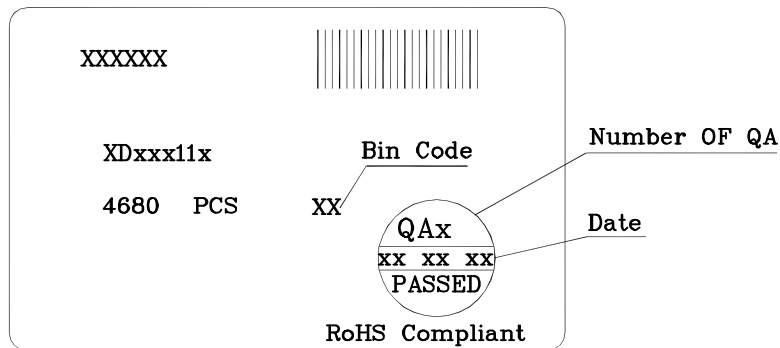 XXXXXX
XDxxx11x
Bin Code
Number OF QA
4680 PCS
XX
QAx
Date
xx xx xx
PASSED
RoHS Compliant